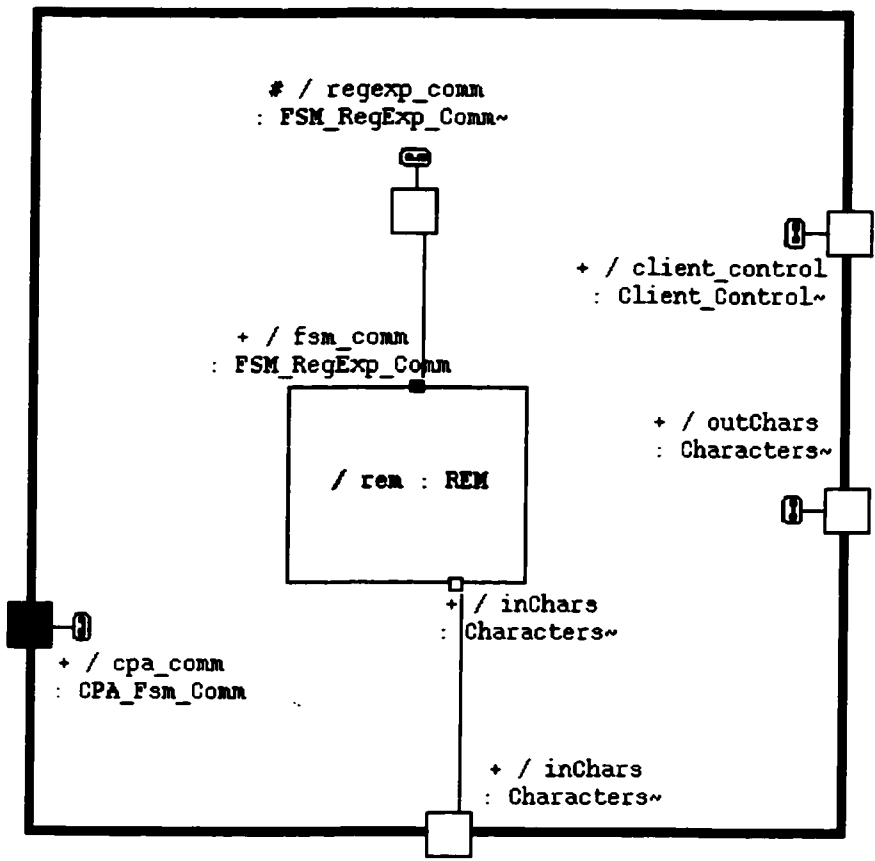 # / regexp_comm
: FSM_RegExp_Comm~
+ / client_control
: Client_Control~
+ / fsm_comm
: FSM_RegExp_Comm
+ / outChars
: Characters~
/ rem : REM
+ / inChars
: Characters~
+ / cpa_comm
: CPA_Fsm_Comm
+ / inChars
: Characters~